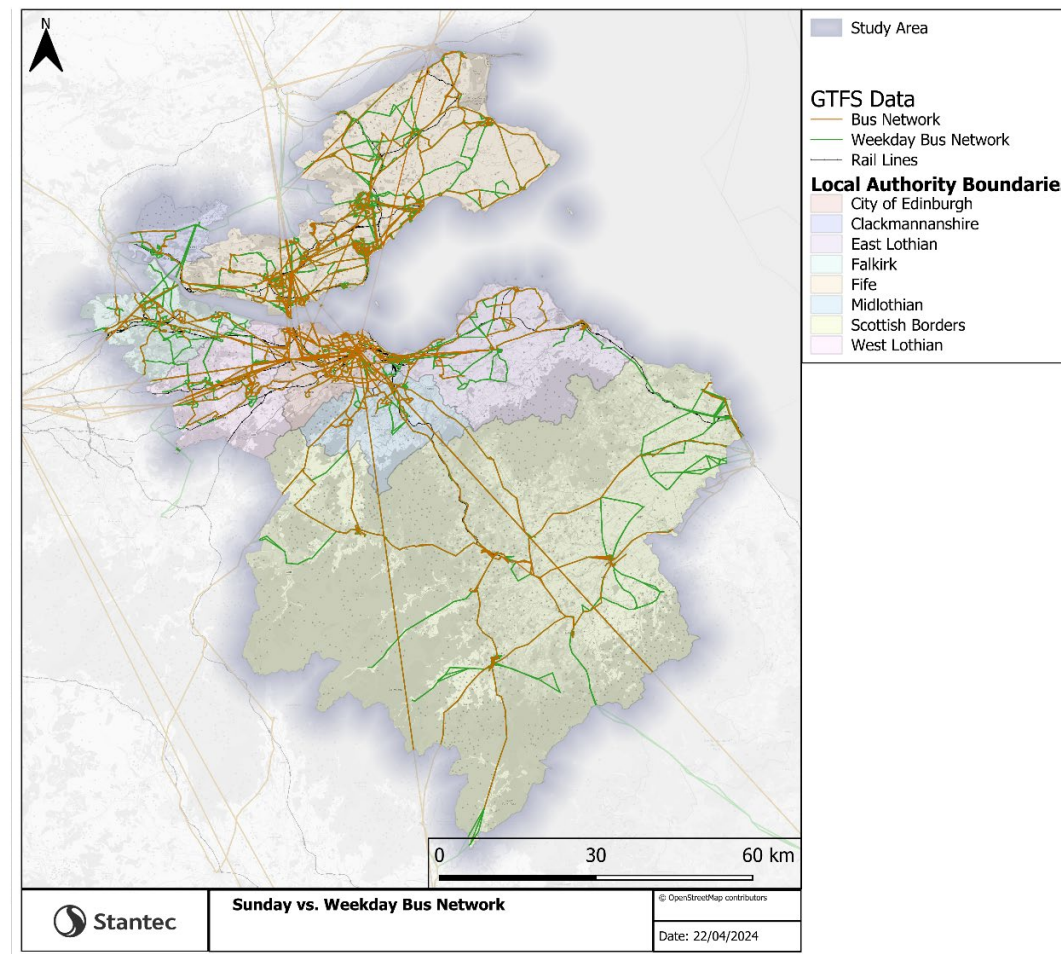 N
Study Area
GTFS Data
Bus Network
Weekday Bus Network
Rail Lines
Local Authority Boundarie
City of Edinburgh
Clackmannanshire
East Lothian
Falkirk
Fife
Midlothian
Scottish Borders
West Lothian
0 30 60 km
Stantec
Sunday vs. Weekday Bus Network
© OpenStreetMap contributors
Date: 22/04/2024